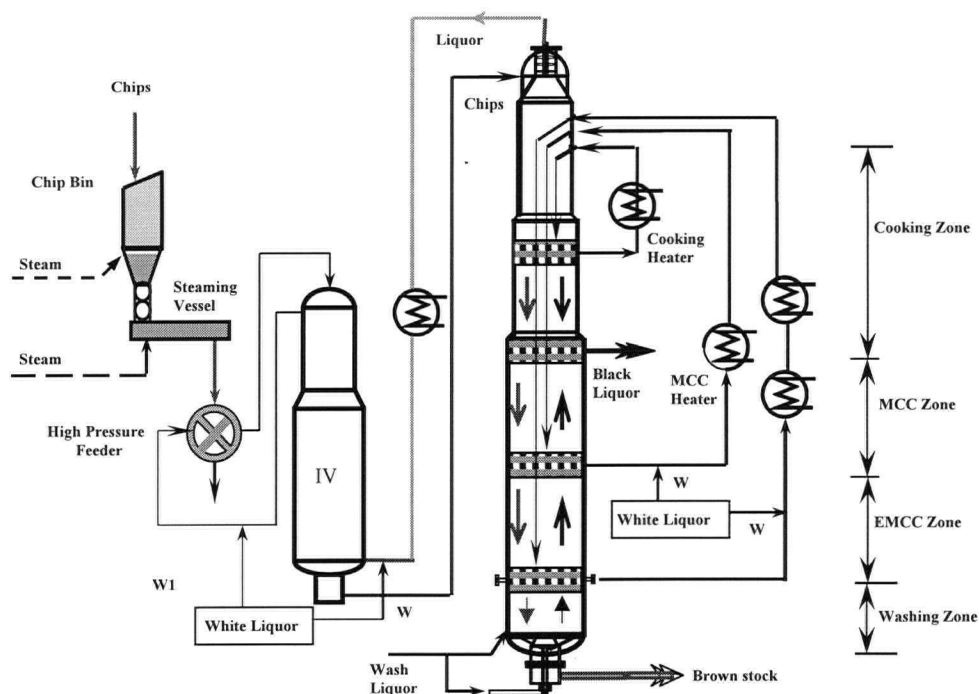 Liquor
Chips
Chips
Chip Bin
Steam
Steaming
Vessel
Steam
High Pressure
Feeder
IV
W1
W
White Liquor
Cooking
Heater
Black
Liquor
MCC
Heater
W
White Liquor
W
Cooking Zone
MCC Zone
EMCC Zone
Washing Zone
Wash
Liquor
Brown stock